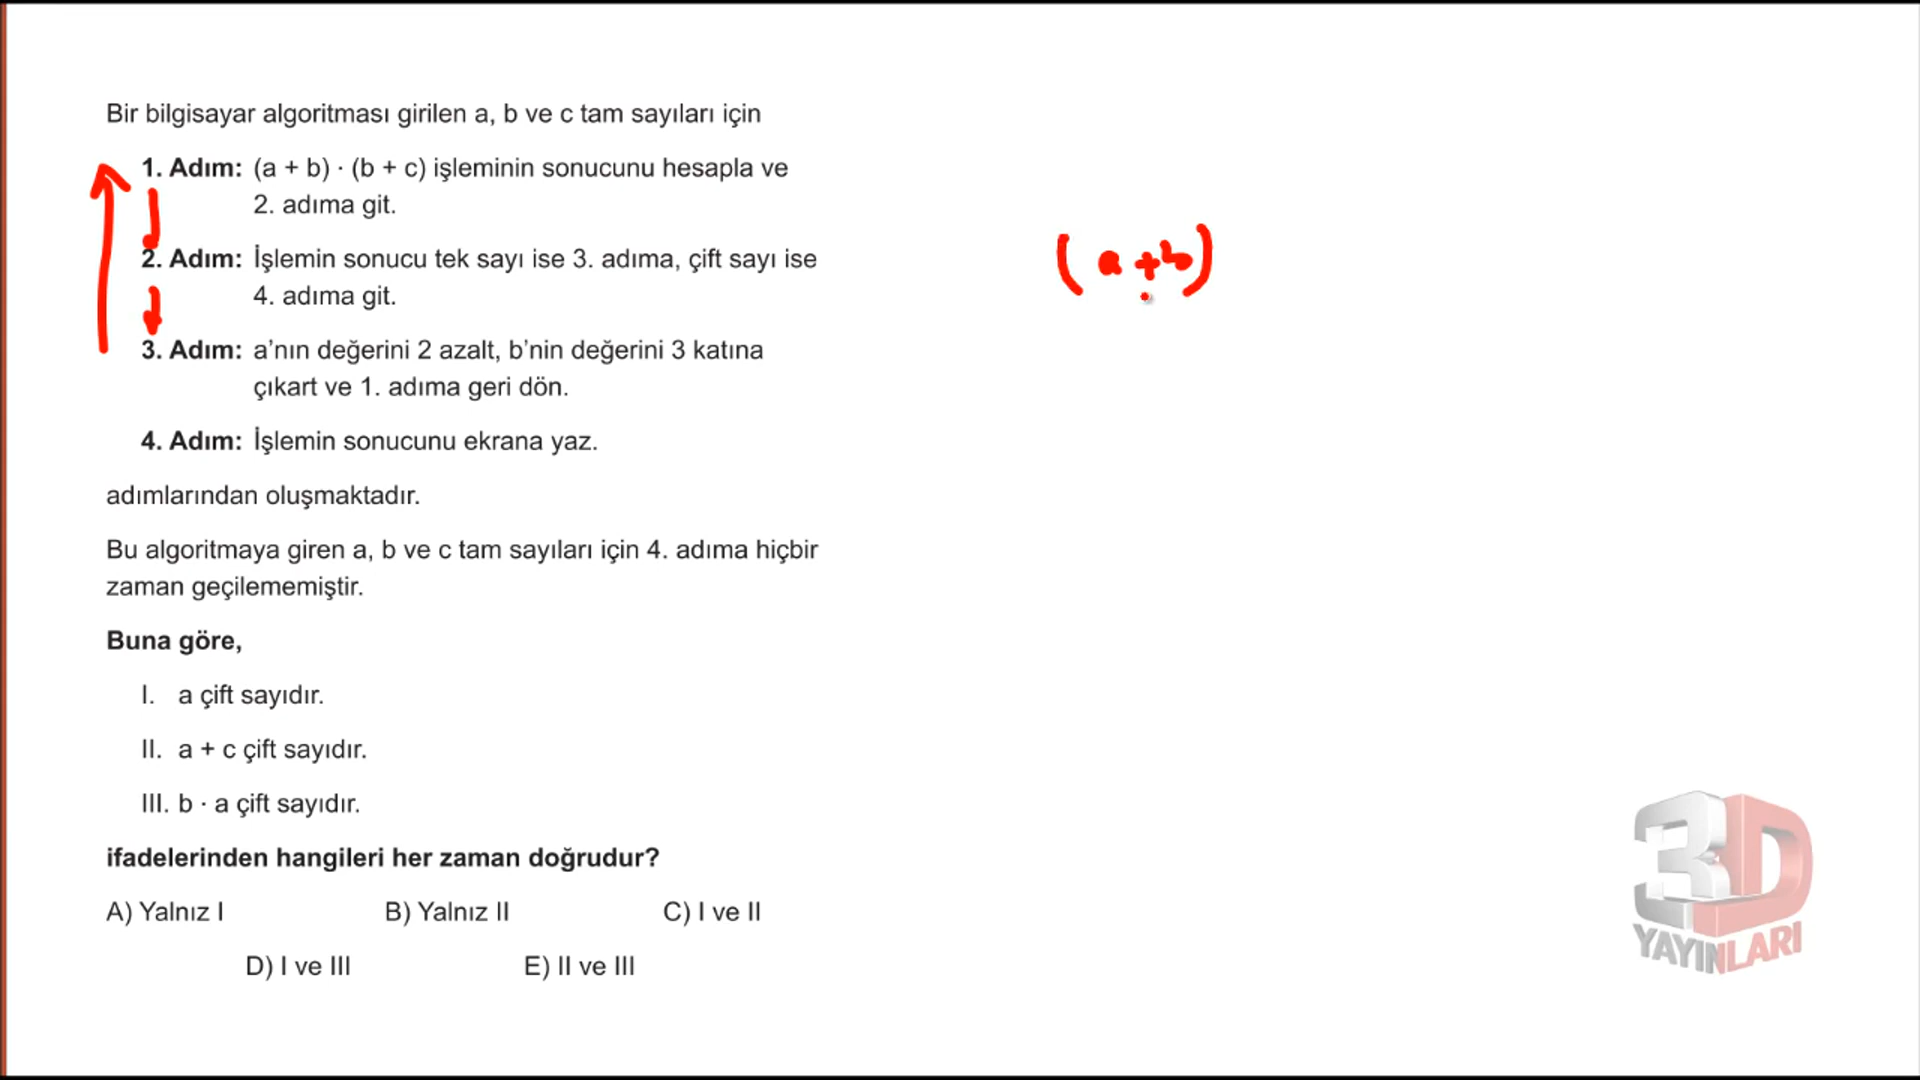 Bir bilgisayar algoritması girilen a, b ve c tam sayıları için
1. Adım: (a + b) · (b + c) işleminin sonucunu hesapla ve
2. adıma git.
2. Adım: İşlemin sonucu tek sayı ise 3. adıma, çift sayı ise
4. adıma git.
(a+b)
3. Adım: a’nın değerini 2 azalt, b’nin değerini 3 katına
çıkart ve 1. adıma geri dön.
4. Adım: İşlemin sonucunu ekrana yaz.
adımlarından oluşmaktadır.
Bu algoritmaya giren a, b ve c tam sayıları için 4. adıma hiçbir
zaman geçilememiştir.
Buna göre,
I. a çift sayıdır.
II. a + c çift sayıdır.
III. b · a çift sayıdır.
ifadelerinden hangileri her zaman doğrudur?
A) Yalnız I B) Yalnız II C) I ve II
D) I ve III E) II ve III
3D
YAYINLARI